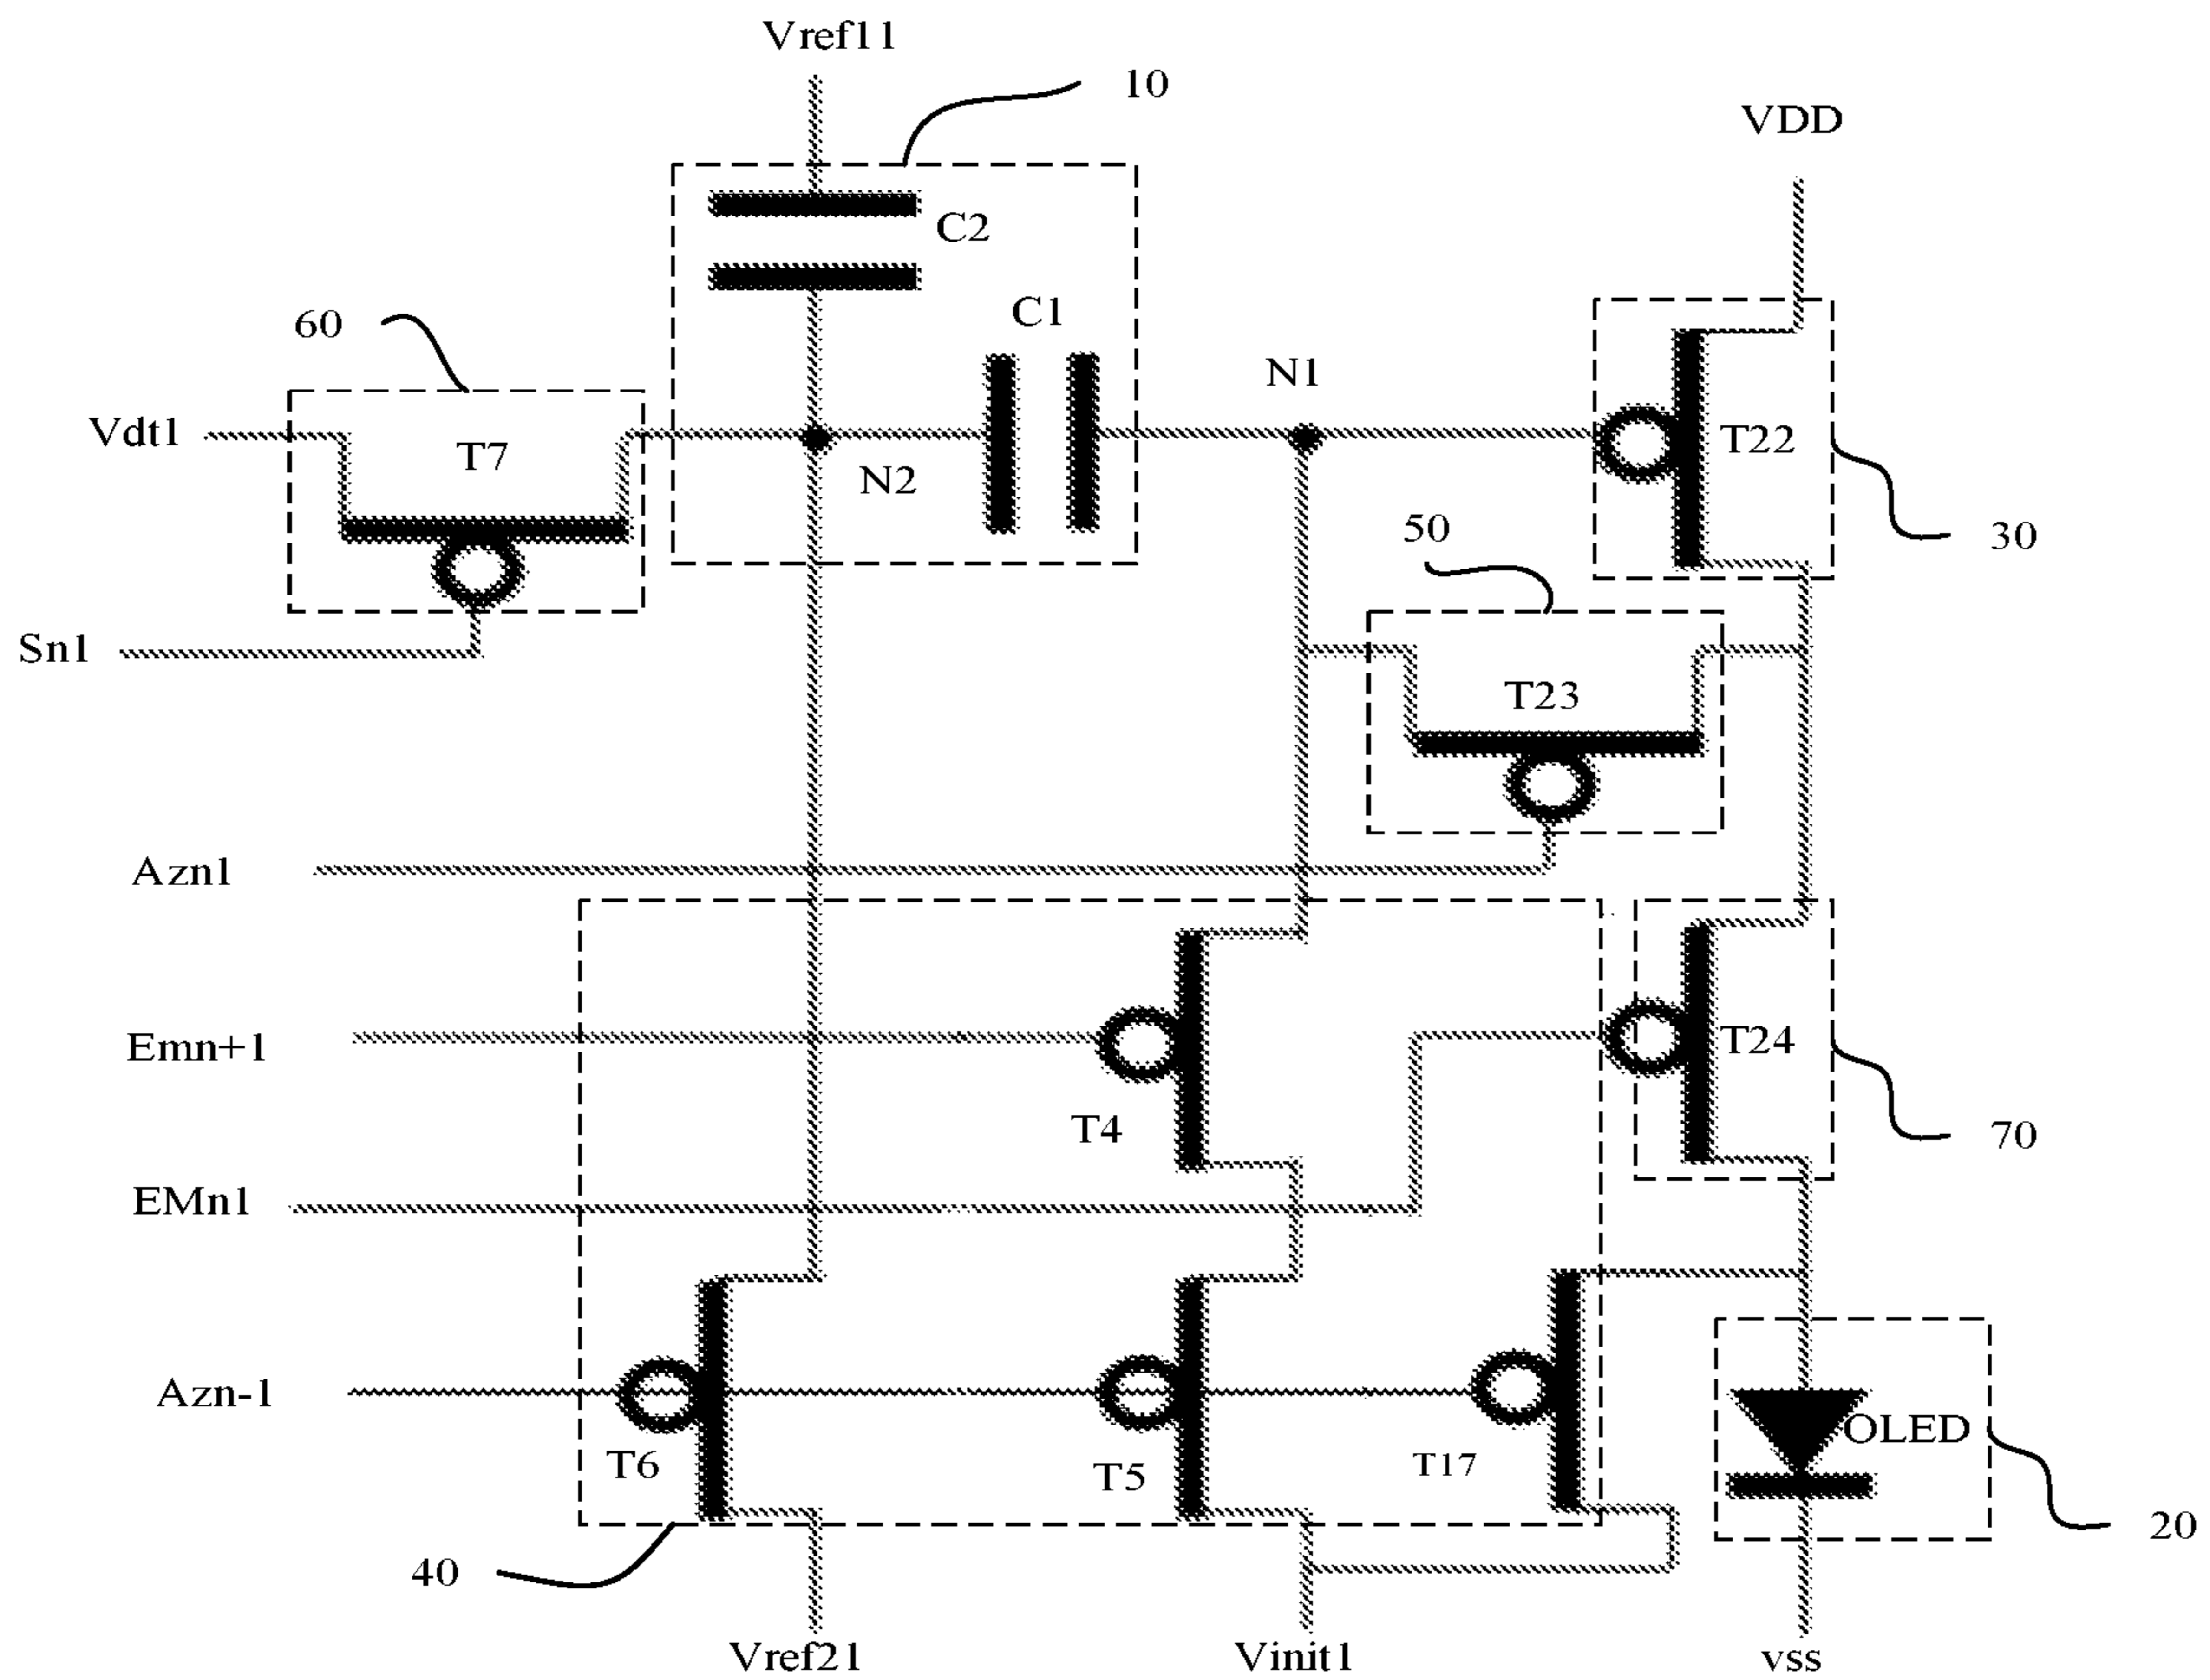 Vref11
10
VDD
C2
C1
60
N1
Vdt1
T7
T22
N2
50
30
Sn1
T23
Azn1
Emn+1
T24
T4
70
EMn1
Azn-1
OLED
T6
T5
T17
20
40
Vref21
Vinit1
vss